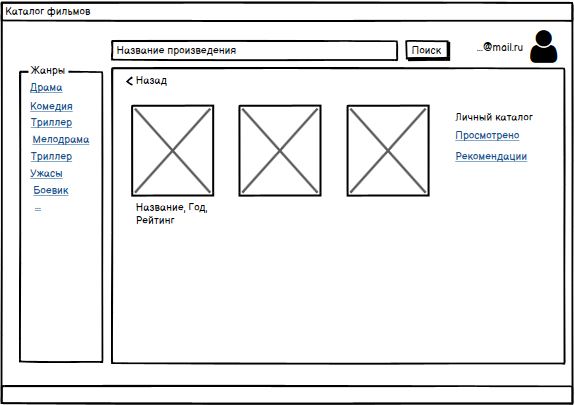 Каталог фильмов
Название произведения
Поиск
...@mail.ru
Жанры
Драма
Комедия
Триллер
Мелодрама
Триллер
Ужасы
Боевик
...
Назад
Название, Год,
Рейтинг
Личный каталог
Просмотрено
Рекомендации